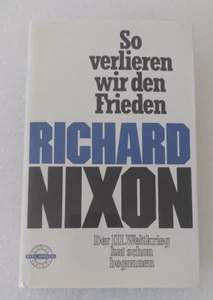 So
verlieren
wir den
Frieden
RICHARD
NIXON
Der III. Weltkrieg
hat schon
begonnen